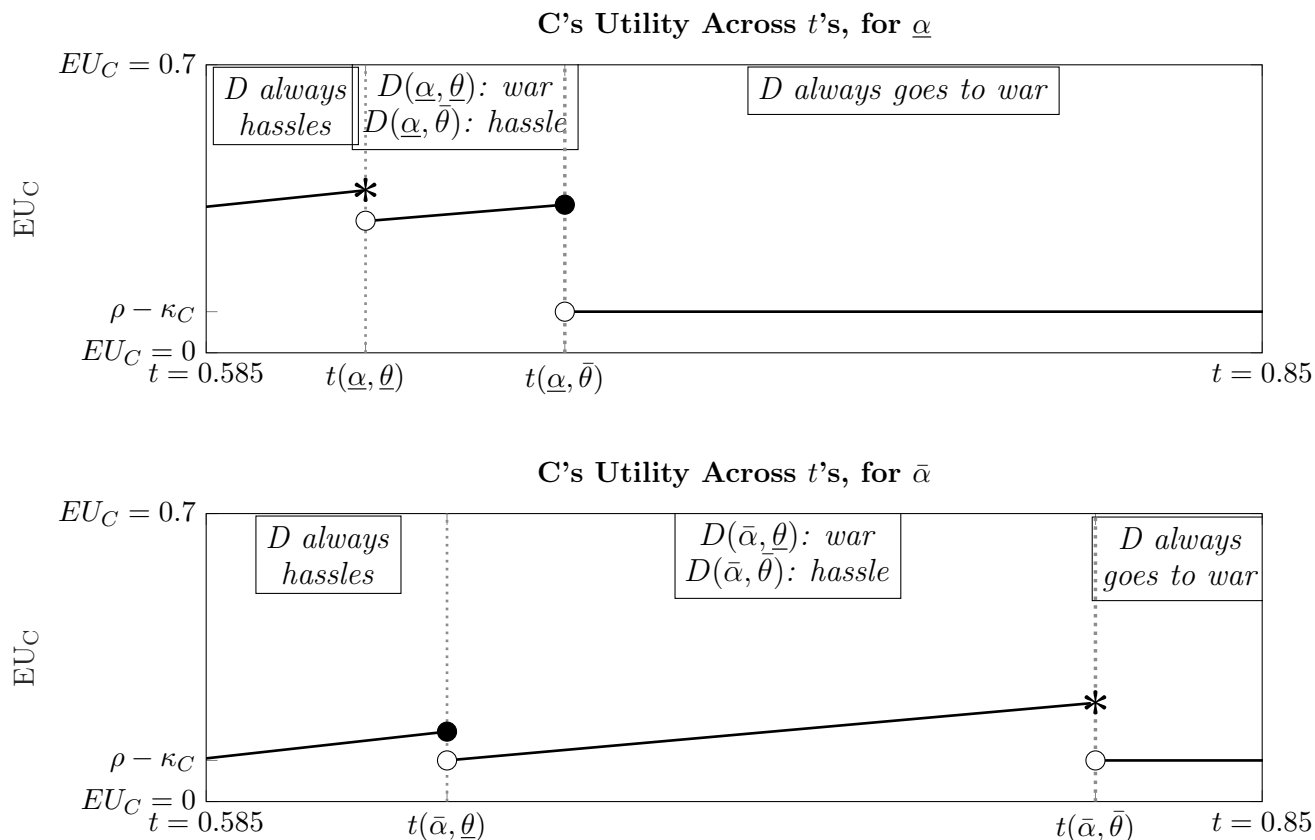 C's Utility Across t's, for α̲
EU_C = 0.7
D always
hassles
D(α̲, θ̲): war
D(α̲, θ̄): hassle
D always goes to war
EU_C
*
ρ − κ_C
EU_C = 0
t = 0.585
t(α̲, θ̲)
t(α̲, θ̄)
t = 0.85
C's Utility Across t's, for ᾱ
EU_C = 0.7
D always
hassles
D(ᾱ, θ̲): war
D(ᾱ, θ̄): hassle
D always
goes to war
EU_C
*
ρ − κ_C
EU_C = 0
t = 0.585
t(ᾱ, θ̲)
t(ᾱ, θ̄)
t = 0.85